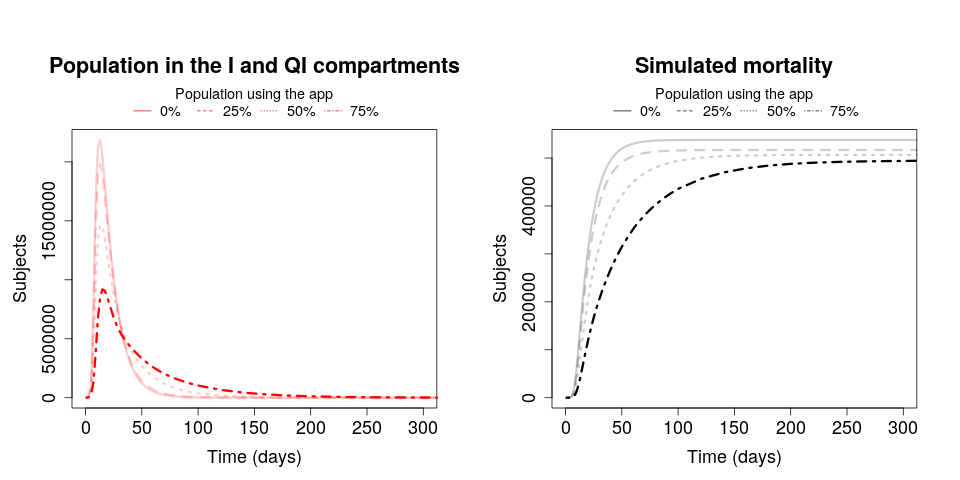 Population in the I and QI compartments
Population using the app
0% 25% 50% 75%
Subjects
0 5000000 15000000
0 50 100 150 200 250 300
Time (days)
Simulated mortality
Population using the app
0% 25% 50% 75%
Subjects
0 200000 400000
0 50 100 150 200 250 300
Time (days)